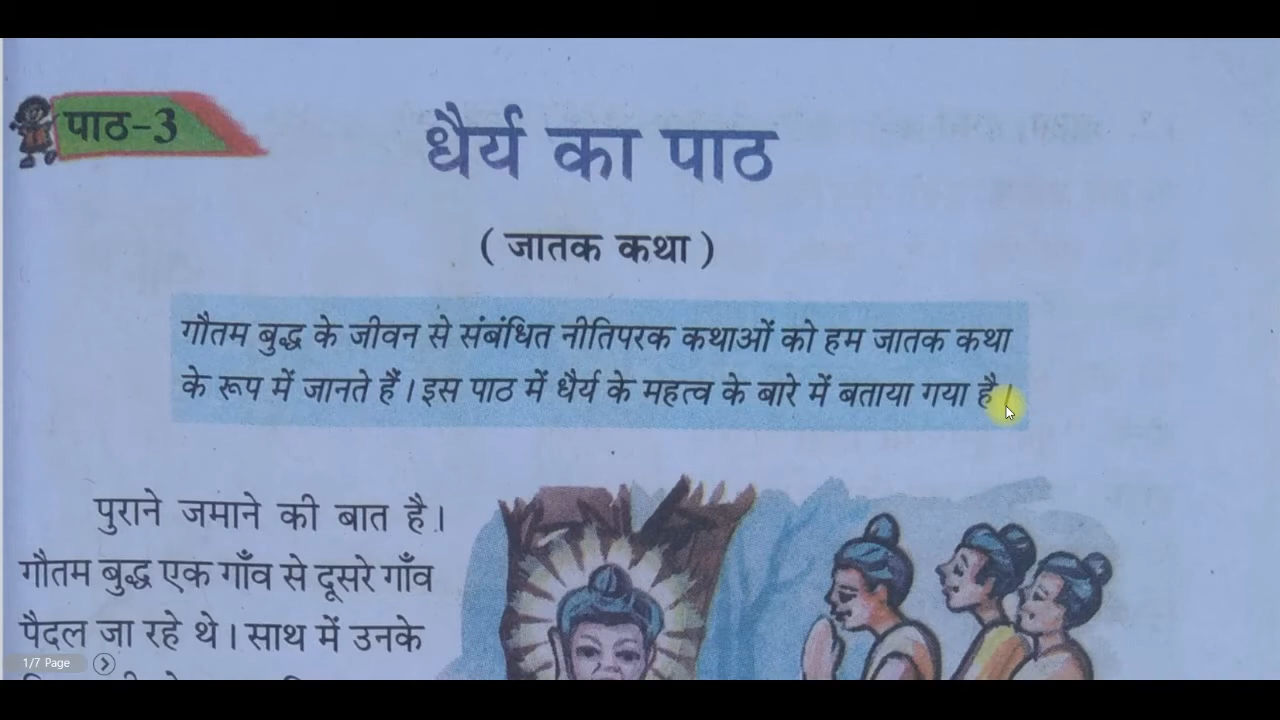 पाठ-3
धैर्य का पाठ
( जातक कथा )
गौतम बुद्ध के जीवन से संबंधित नीतिपरक कथाओं को हम जातक कथा
के रूप में जानते हैं। इस पाठ में धैर्य के महत्व के बारे में बताया गया है।
पुराने जमाने की बात है।
गौतम बुद्ध एक गाँव से दूसरे गाँव
पैदल जा रहे थे। साथ में उनके
1/7 Page